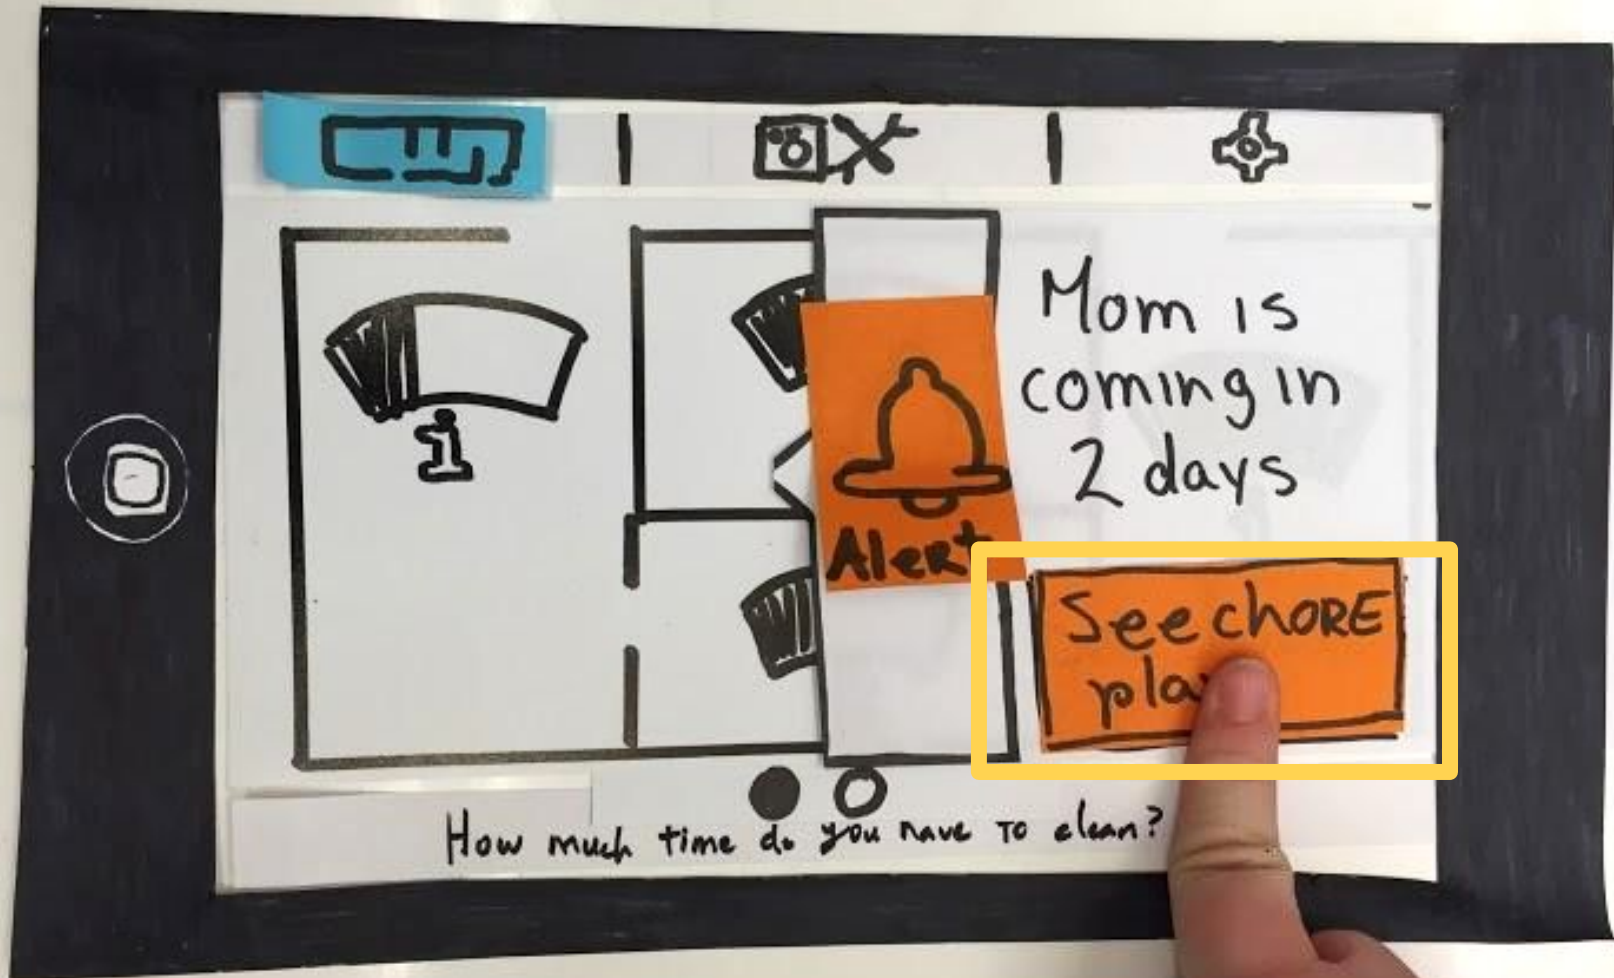 Mom is
coming in
2 days
Alert
See chORE
How much time do you have To clean?